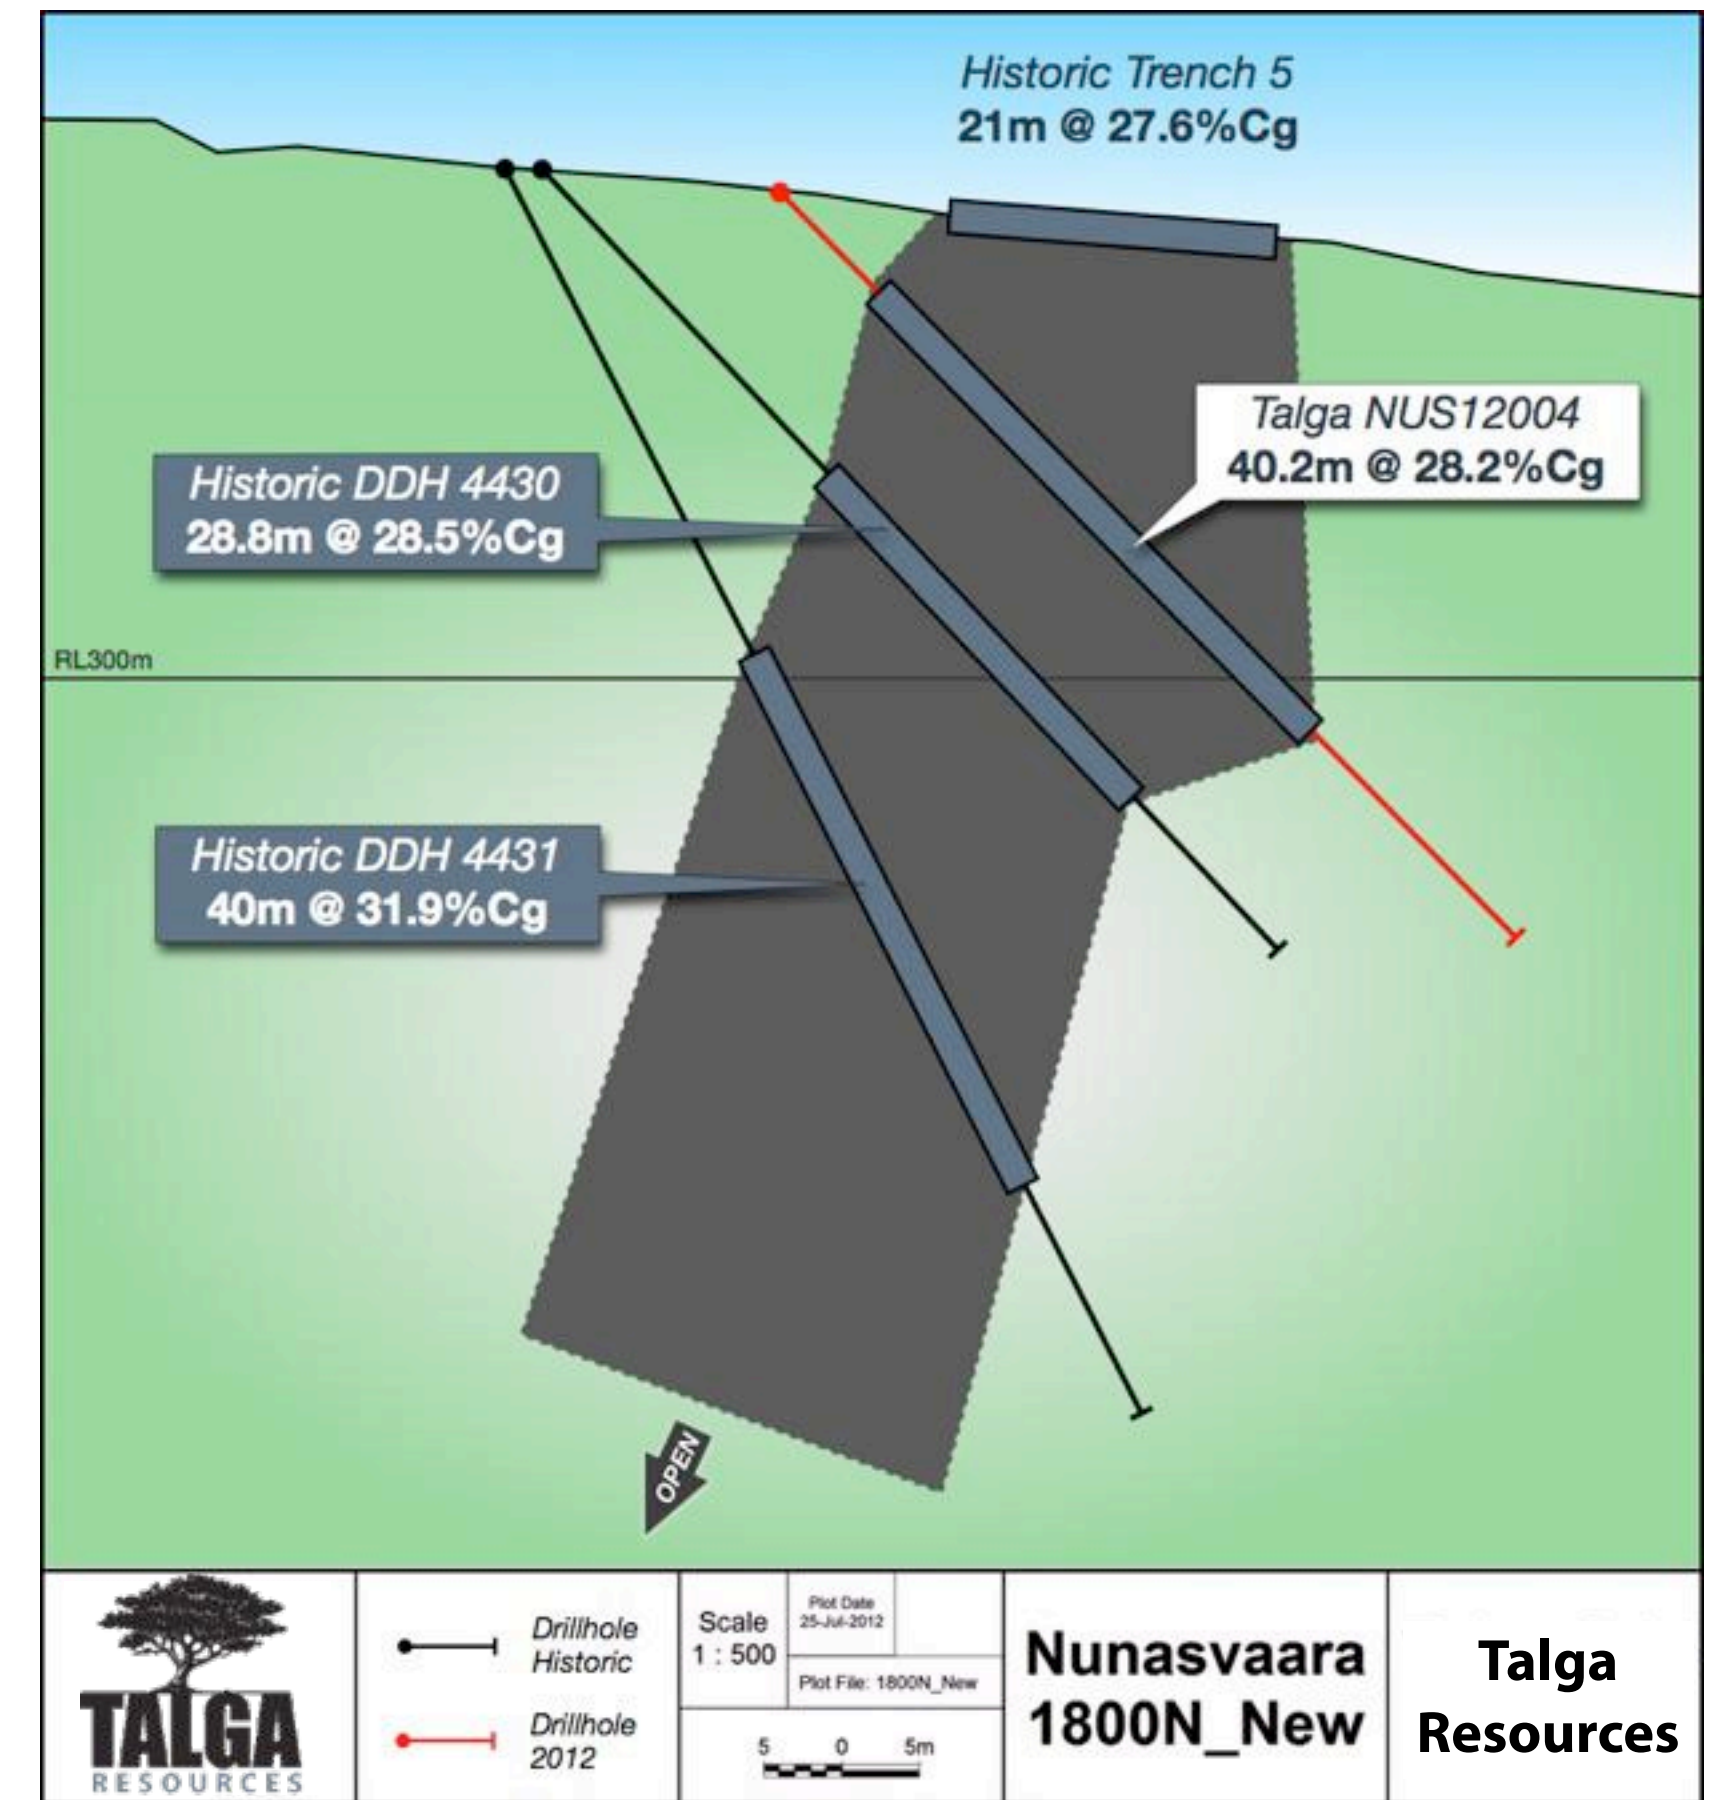 Historic Trench 5
21m @ 27.6%Cg
Talga NUS12004
40.2m @ 28.2%Cg
Historic DDH 4430
28.8m @ 28.5%Cg
RL300m
Historic DDH 4431
40m @ 31.9%Cg
OPEN
TALGA
RESOURCES
Drillhole
Historic
Drillhole
2012
Scale
1 : 500
Plot Date
25-Jul-2012
Plot File: 1800N_New
5 0 5m
Nunasvaara
1800N_New
Talga
Resources